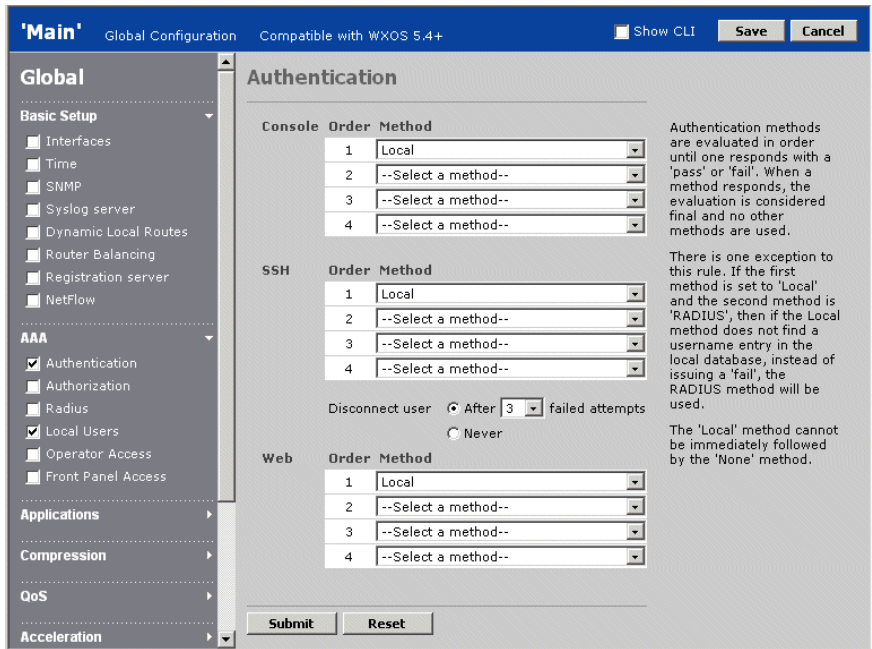 'Main' Global Configuration Compatible with WXOS 5.4+ Show CLI Save Cancel
Global
Basic Setup
Interfaces
Time
SNMP
Syslog server
Dynamic Local Routes
Router Balancing
Registration server
NetFlow
AAA
Authentication
Authorization
Radius
Local Users
Operator Access
Front Panel Access
Applications
Compression
QoS
Acceleration
Authentication
Console Order Method
1 Local
2 --Select a method--
3 --Select a method--
4 --Select a method--
SSH Order Method
1 Local
2 --Select a method--
3 --Select a method--
4 --Select a method--
Disconnect user After 3 failed attempts
Never
Web Order Method
1 Local
2 --Select a method--
3 --Select a method--
4 --Select a method--
Submit Reset
Authentication methods
are evaluated in order
until one responds with a
'pass' or 'fail'. When a
method responds, the
evaluation is considered
final and no other
methods are used.
There is one exception to
this rule. If the first
method is set to 'Local'
and the second method is
'RADIUS', then if the Local
method does not find a
username entry in the
local database, instead of
issuing a 'fail', the
RADIUS method will be
used.
The 'Local' method cannot
be immediately followed
by the 'None' method.